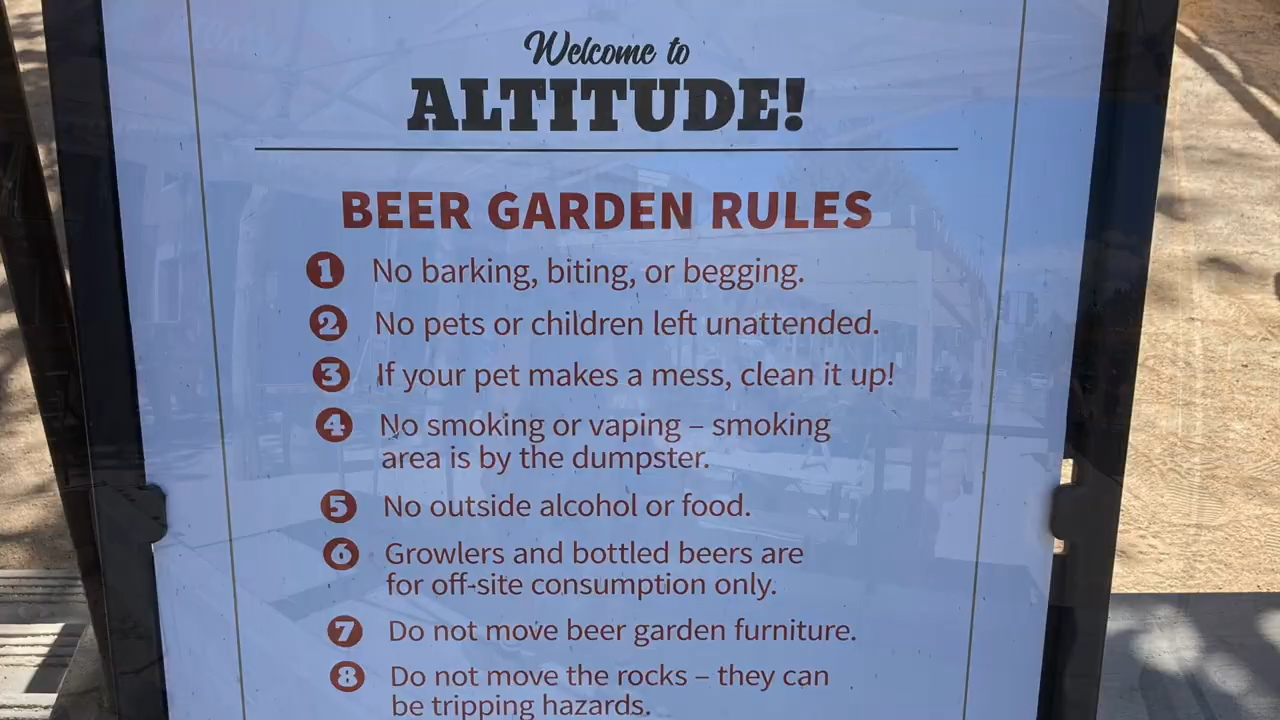 Welcome to
ALTITUDE!
BEER GARDEN RULES
1 No barking, biting, or begging.
2 No pets or children left unattended.
3 If your pet makes a mess, clean it up!
4 No smoking or vaping – smoking
area is by the dumpster.
5 No outside alcohol or food.
6 Growlers and bottled beers are
for off-site consumption only.
7 Do not move beer garden furniture.
8 Do not move the rocks – they can
be tripping hazards.